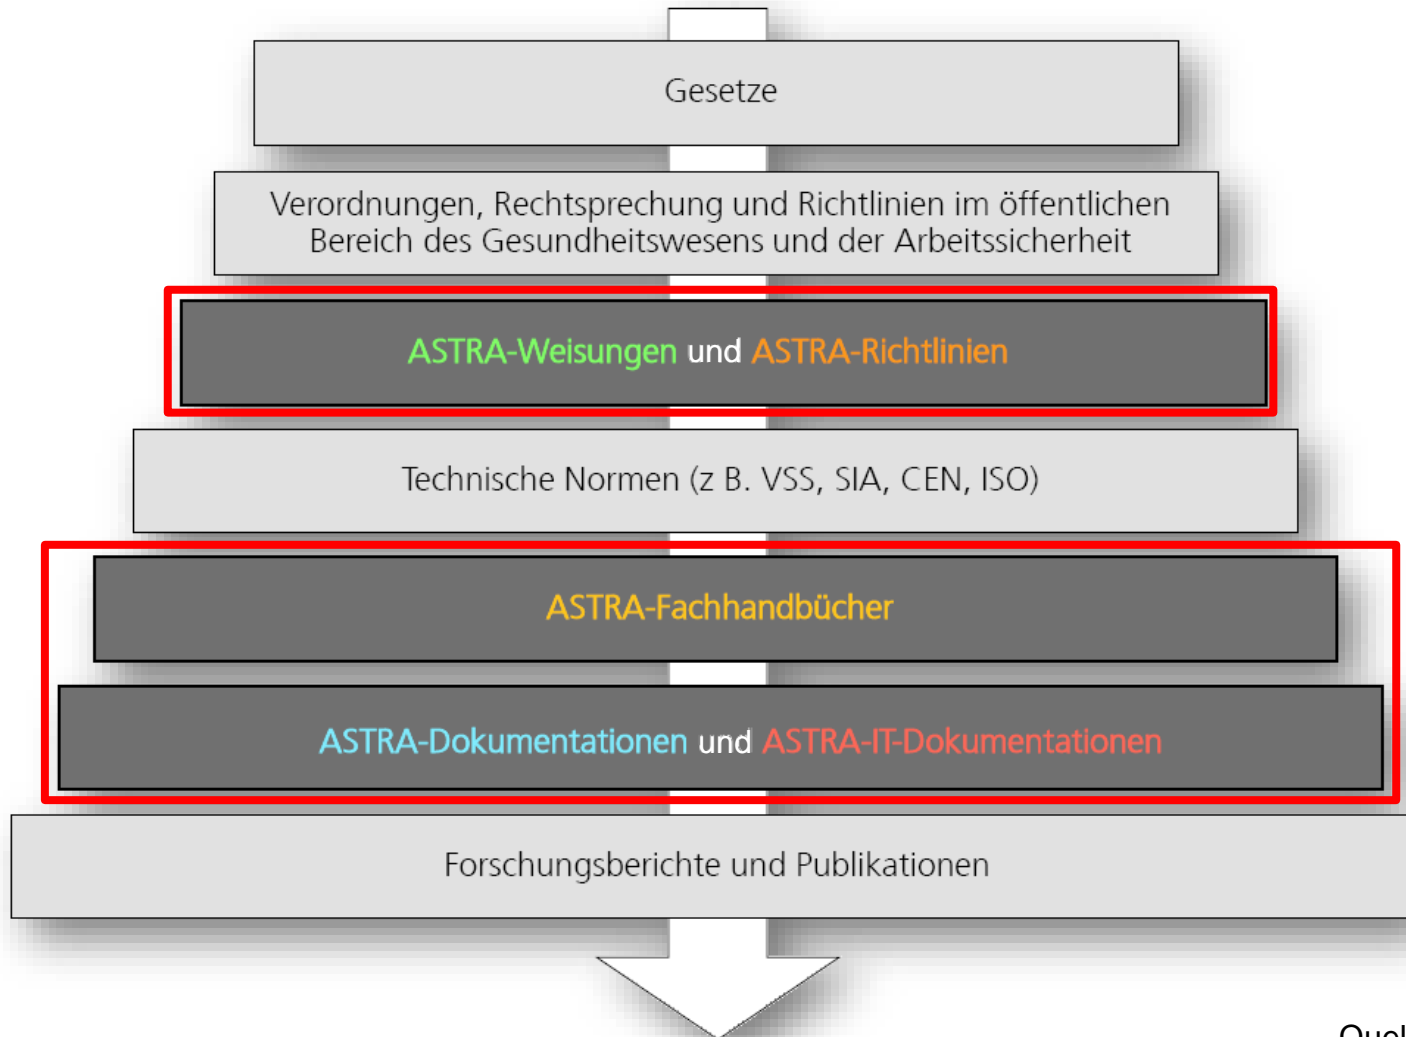 Gesetze
Verordnungen, Rechtsprechung und Richtlinien im öffentlichen
Bereich des Gesundheitswesens und der Arbeitssicherheit
ASTRA-Weisungen und ASTRA-Richtlinien
Technische Normen (z B. VSS, SIA, CEN, ISO)
ASTRA-Fachhandbücher
ASTRA-Dokumentationen und ASTRA-IT-Dokumentationen
Forschungsberichte und Publikationen